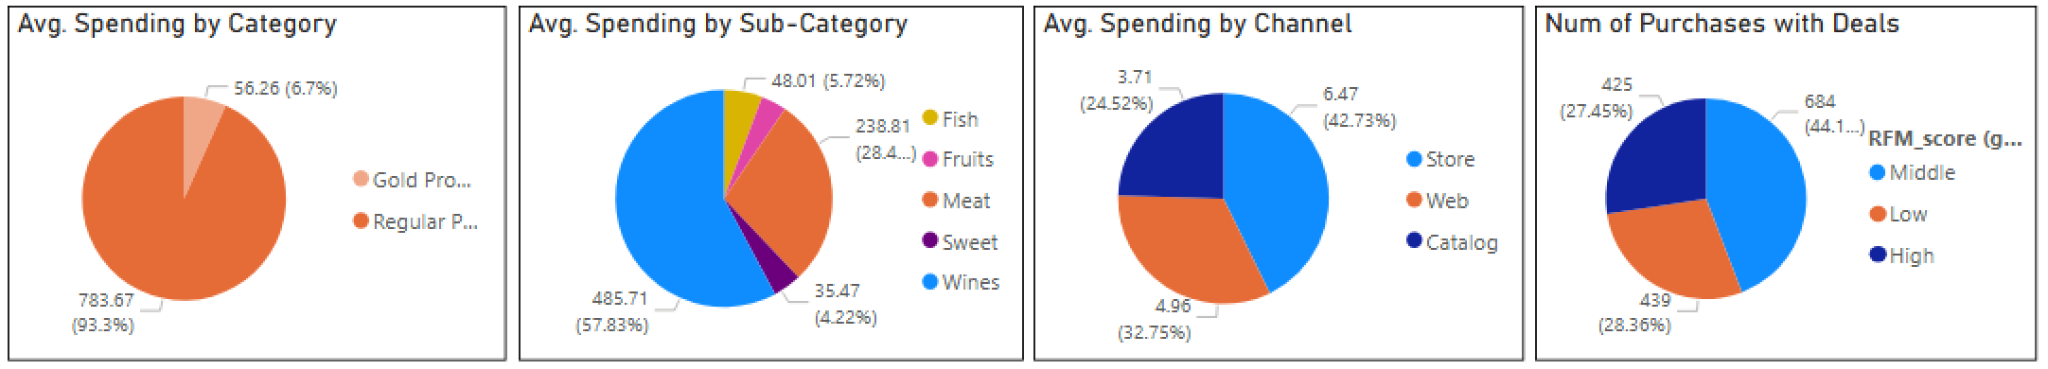 Avg. Spending by Category
56.26 (6.7%)
783.67
(93.3%)
Gold Pro...
Regular P...
Avg. Spending by Sub-Category
48.01 (5.72%)
238.81
(28.4...)
35.47
(4.22%)
485.71
(57.83%)
Fish
Fruits
Meat
Sweet
Wines
Avg. Spending by Channel
3.71
(24.52%)
6.47
(42.73%)
4.96
(32.75%)
Store
Web
Catalog
Num of Purchases with Deals
425
(27.45%)
684
(44.1...)
439
(28.36%)
RFM_score (g...
Middle
Low
High